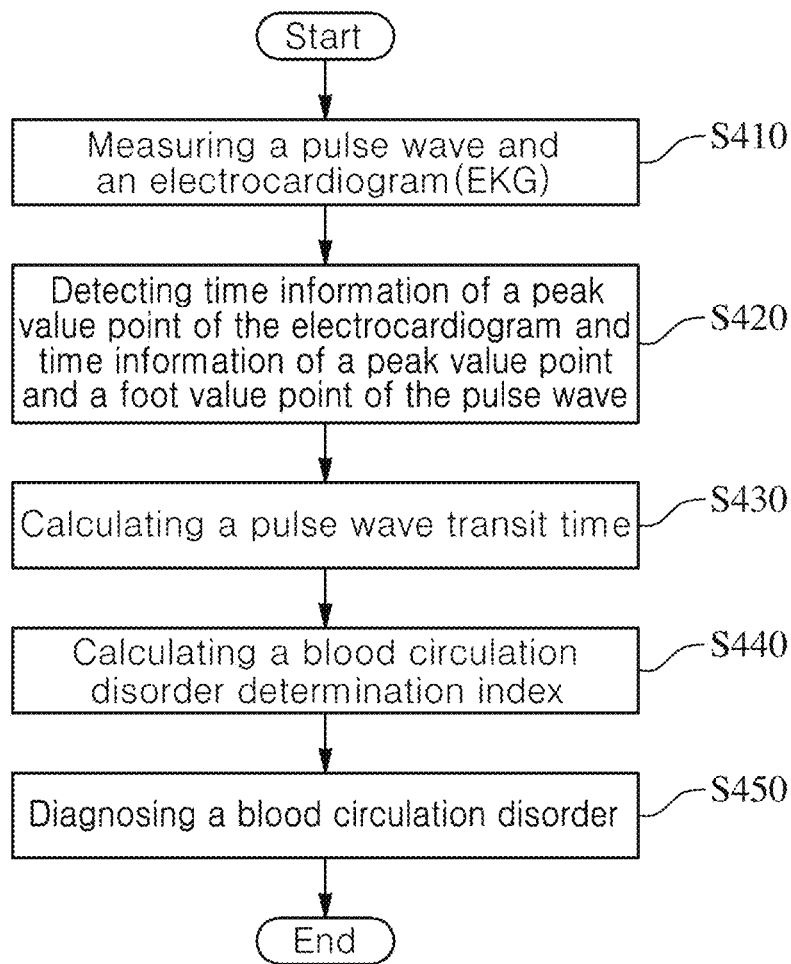 Start
Measuring a pulse wave and
an electrocardiogram(EKG)
S410
Detecting time information of a peak
value point of the electrocardiogram and
time information of a peak value point
and a foot value point of the pulse wave
S420
Calculating a pulse wave transit time
S430
Calculating a blood circulation
disorder determination index
S440
Diagnosing a blood circulation disorder
S450
End